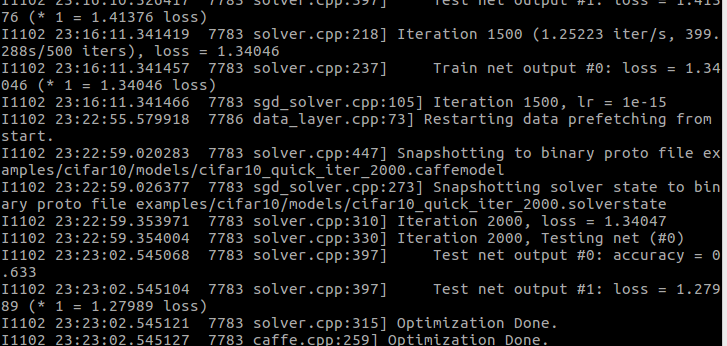 I1102 23:16:10.520417  7783 solver.cpp:397]     Test net output #1: loss = 1.413
76 (* 1 = 1.41376 loss)
I1102 23:16:11.341419  7783 solver.cpp:218] Iteration 1500 (1.25223 iter/s, 399.
288s/500 iters), loss = 1.34046
I1102 23:16:11.341457  7783 solver.cpp:237]     Train net output #0: loss = 1.34
046 (* 1 = 1.34046 loss)
I1102 23:16:11.341466  7783 sgd_solver.cpp:105] Iteration 1500, lr = 1e-15
I1102 23:22:55.579918  7786 data_layer.cpp:73] Restarting data prefetching from
start.
I1102 23:22:59.020283  7783 solver.cpp:447] Snapshotting to binary proto file ex
amples/cifar10/models/cifar10_quick_iter_2000.caffemodel
I1102 23:22:59.026377  7783 sgd_solver.cpp:273] Snapshotting solver state to bin
ary proto file examples/cifar10/models/cifar10_quick_iter_2000.solverstate
I1102 23:22:59.353971  7783 solver.cpp:310] Iteration 2000, loss = 1.34047
I1102 23:22:59.354004  7783 solver.cpp:330] Iteration 2000, Testing net (#0)
I1102 23:23:02.545068  7783 solver.cpp:397]     Test net output #0: accuracy = 0
.633
I1102 23:23:02.545104  7783 solver.cpp:397]     Test net output #1: loss = 1.279
89 (* 1 = 1.27989 loss)
I1102 23:23:02.545121  7783 solver.cpp:315] Optimization Done.
I1102 23:23:02.545127  7783 caffe.cpp:259] Optimization Done.